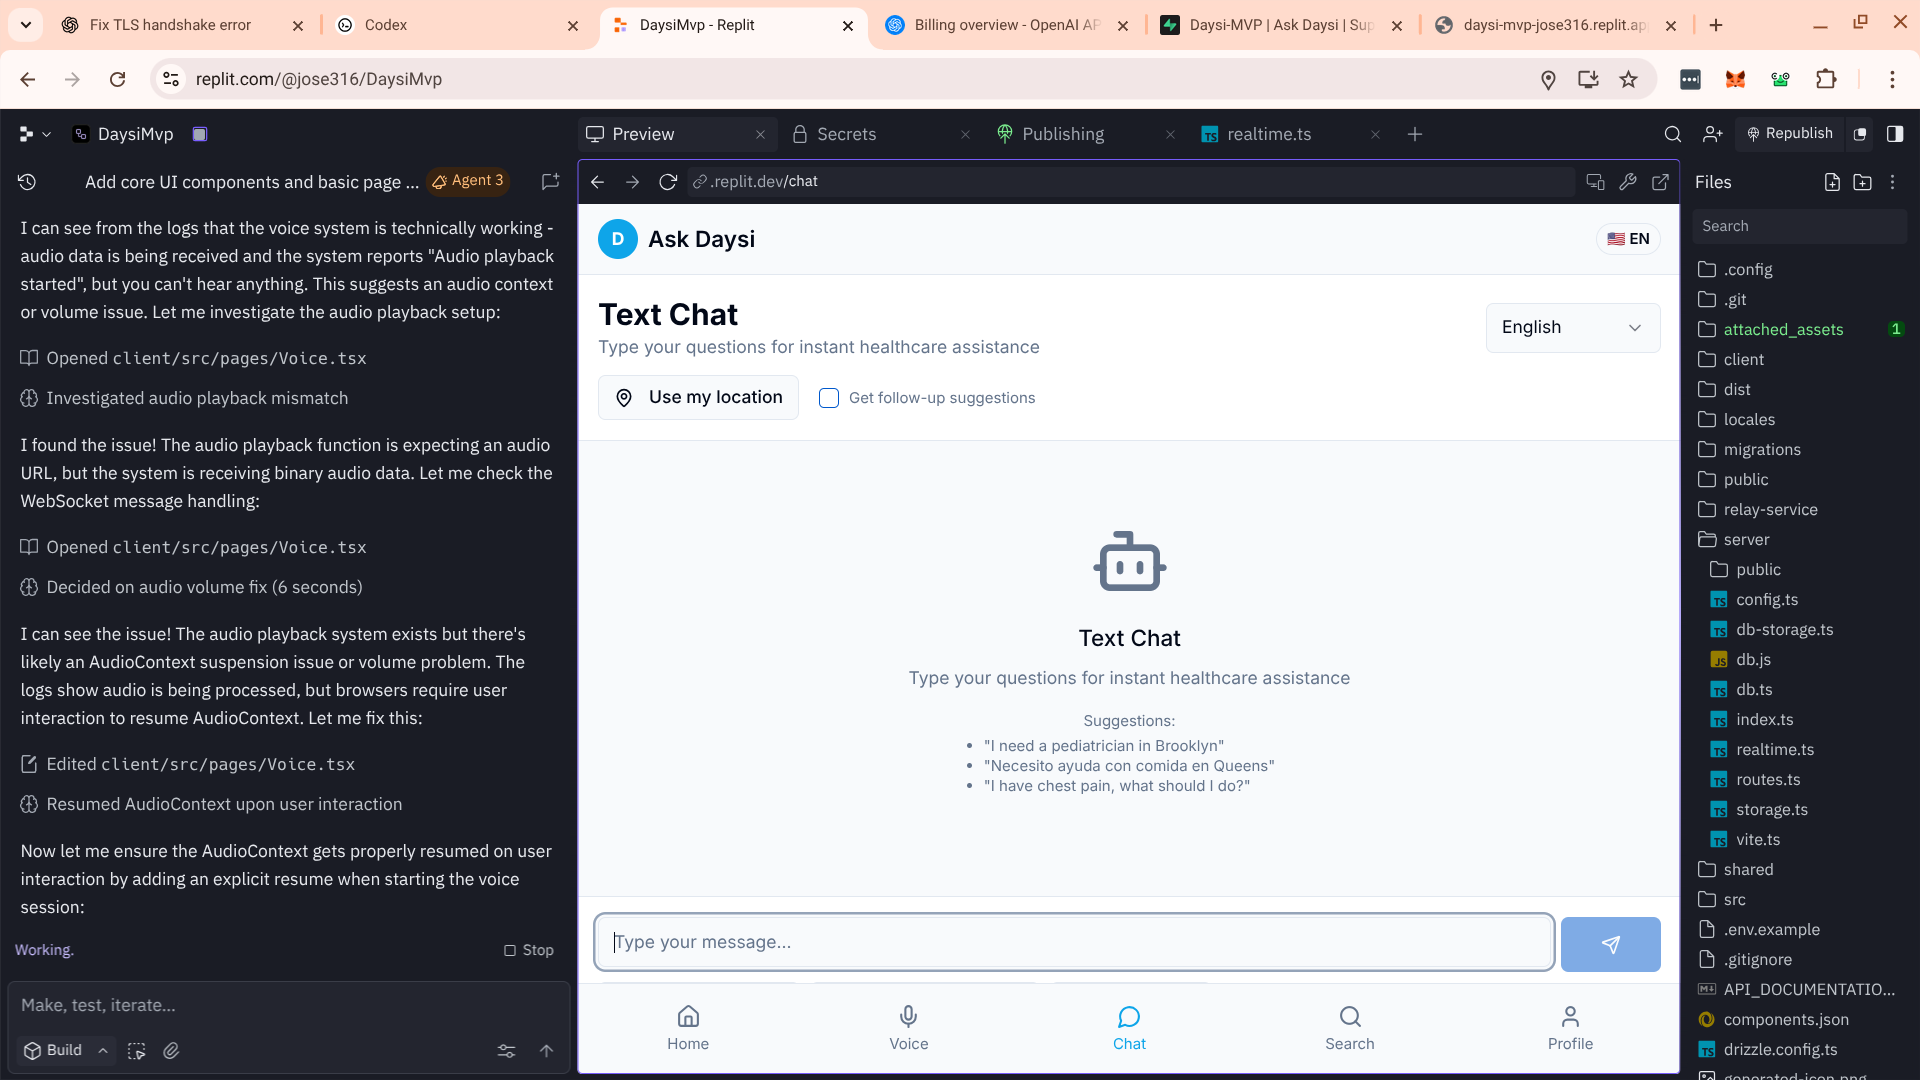 Fix TLS handshake error
Codex
DaysiMvp - Replit
Billing overview - OpenAI AP
Daysi-MVP | Ask Daysi | Sup
daysi-mvp-jose316.replit.ap
replit.com/@jose316/DaysiMvp
DaysiMvp
Preview
Secrets
Publishing
realtime.ts
Republish
Add core UI components and basic page ...
Agent 3
I can see from the logs that the voice system is technically working -
audio data is being received and the system reports "Audio playback
started", but you can't hear anything. This suggests an audio context
or volume issue. Let me investigate the audio playback setup:
Opened client/src/pages/Voice.tsx
Investigated audio playback mismatch
I found the issue! The audio playback function is expecting an audio
URL, but the system is receiving binary audio data. Let me check the
WebSocket message handling:
Opened client/src/pages/Voice.tsx
Decided on audio volume fix (6 seconds)
I can see the issue! The audio playback system exists but there's
likely an AudioContext suspension issue or volume problem. The
logs show audio is being processed, but browsers require user
interaction to resume AudioContext. Let me fix this:
Edited client/src/pages/Voice.tsx
Resumed AudioContext upon user interaction
Now let me ensure the AudioContext gets properly resumed on user
interaction by adding an explicit resume when starting the voice
session:
Working.
Stop
Make, test, iterate...
Build
.replit.dev/chat
D
Ask Daysi
🇺🇸 EN
Text Chat
Type your questions for instant healthcare assistance
English
Use my location
Get follow-up suggestions
Text Chat
Type your questions for instant healthcare assistance
Suggestions:
• "I need a pediatrician in Brooklyn"
• "Necesito ayuda con comida en Queens"
• "I have chest pain, what should I do?"
Type your message...
Home
Voice
Chat
Search
Profile
Files
Search
.config
.git
attached_assets
1
client
dist
locales
migrations
public
relay-service
server
public
TS config.ts
TS db-storage.ts
JS db.js
TS db.ts
TS index.ts
TS realtime.ts
TS routes.ts
TS storage.ts
TS vite.ts
shared
src
.env.example
.gitignore
API_DOCUMENTATIO...
components.json
TS drizzle.config.ts
generated-icon.png